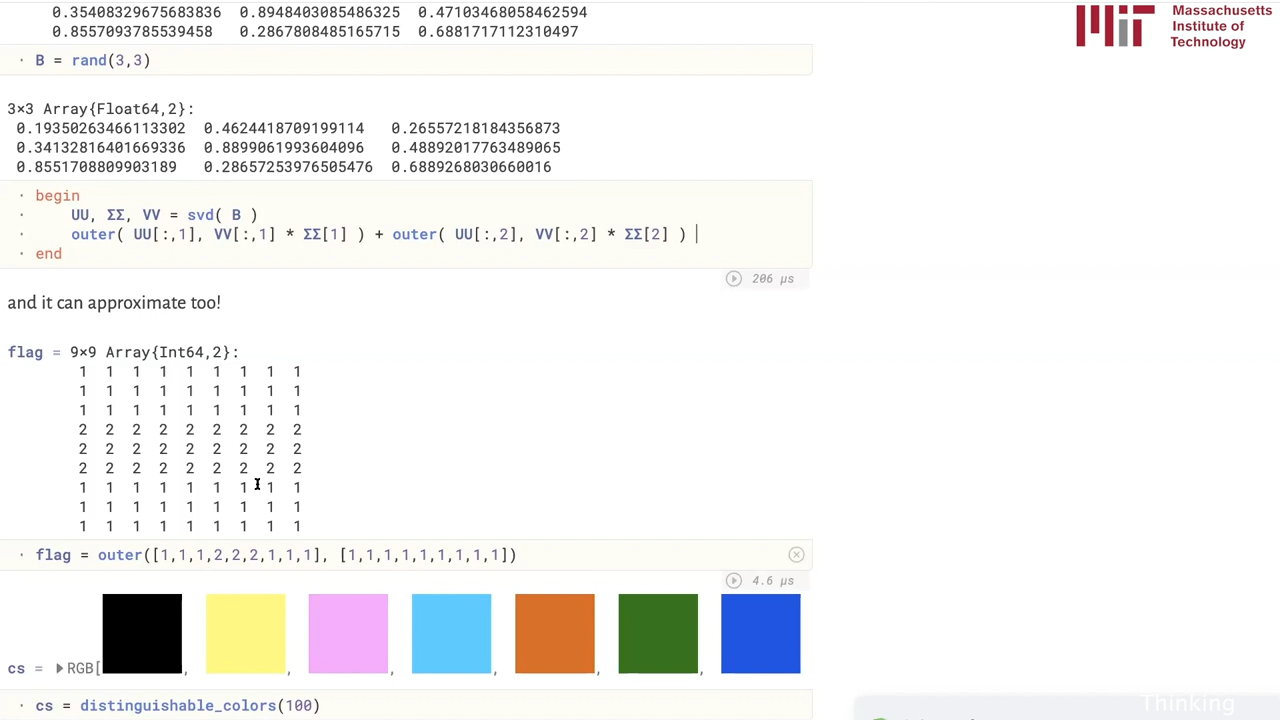 0.35408329675683836 0.8948403085486325 0.47103468058462594
0.8557093785539458 0.2867808485165715 0.6881717112310497
Massachusetts
Institute of
Technology
· B = rand(3,3)
3×3 Array{Float64,2}:
0.19350263466113302 0.4624418709199114 0.26557218184356873
0.34132816401669336 0.8899061993604096 0.48892017763489065
0.8551708809903189 0.28657253976505476 0.6889268030660016
· begin
· UU, ΣΣ, VV = svd( B )
· outer( UU[:,1], VV[:,1] * ΣΣ[1] ) + outer( UU[:,2], VV[:,2] * ΣΣ[2] )
· end
206 μs
and it can approximate too!
flag = 9×9 Array{Int64,2}:
1 1 1 1 1 1 1 1 1
1 1 1 1 1 1 1 1 1
1 1 1 1 1 1 1 1 1
2 2 2 2 2 2 2 2 2
2 2 2 2 2 2 2 2 2
2 2 2 2 2 2 2 2 2
1 1 1 1 1 1 1 1 1
1 1 1 1 1 1 1 1 1
1 1 1 1 1 1 1 1 1
· flag = outer([1,1,1,2,2,2,1,1,1], [1,1,1,1,1,1,1,1,1])
4.6 μs
cs = RGB[ , , , , , ,
· cs = distinguishable_colors(100)
Thinking